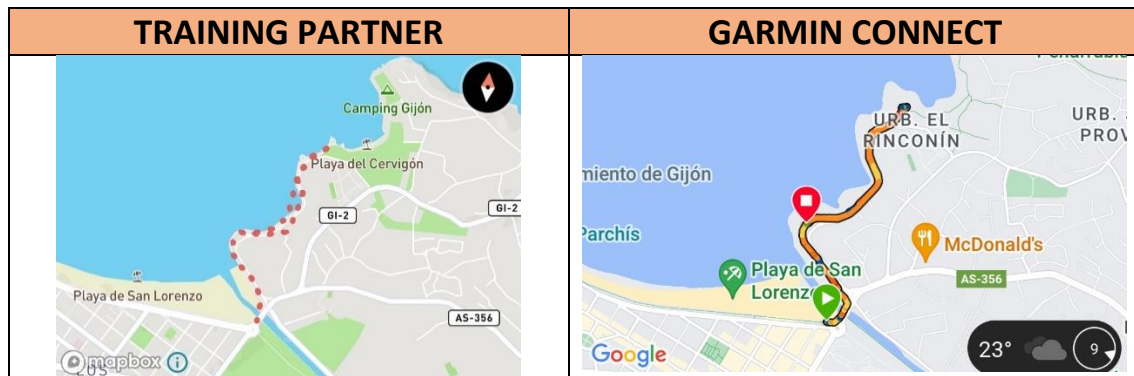 TRAINING PARTNER
GARMIN CONNECT
Camping Gijón
Playa del Cervigón
GI-2
GI-2
Playa de San Lorenzo
AS-356
mapbox
LOS
URB. EL
RINCONÍN
URB.
PROV
miento de Gijón
Parchís
McDonald's
Playa de San
Lorenzo
AS-356
Google
23°
9